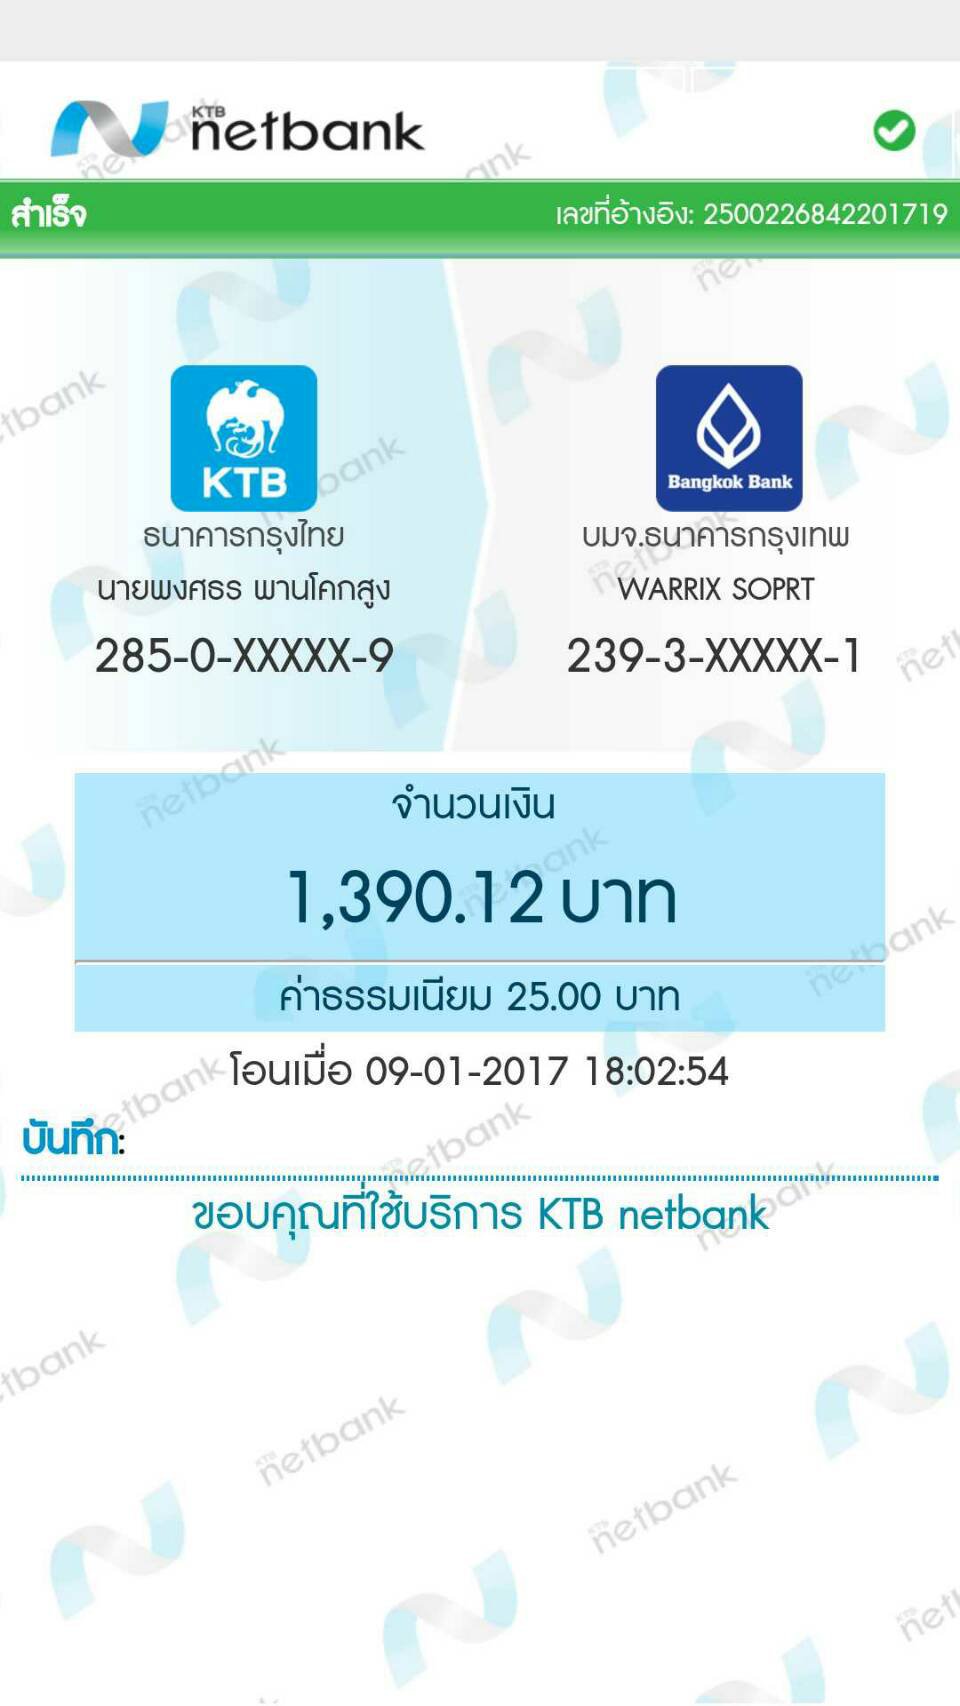 KTB
netbank
สำเร็จ
เลขที่อ้างอิง: 2500226842201719
KTB
Bangkok Bank
ธนาคารกรุงไทย
บมจ.ธนาคารกรุงเทพ
นายพงศธร พานโคกสูง
WARRIX SOPRT
285-0-XXXXX-9
239-3-XXXXX-1
จำนวนเงิน
1,390.12 บาท
ค่าธรรมเนียม 25.00 บาท
โอนเมื่อ 09-01-2017 18:02:54
บันทึก:
ขอบคุณที่ใช้บริการ KTB netbank